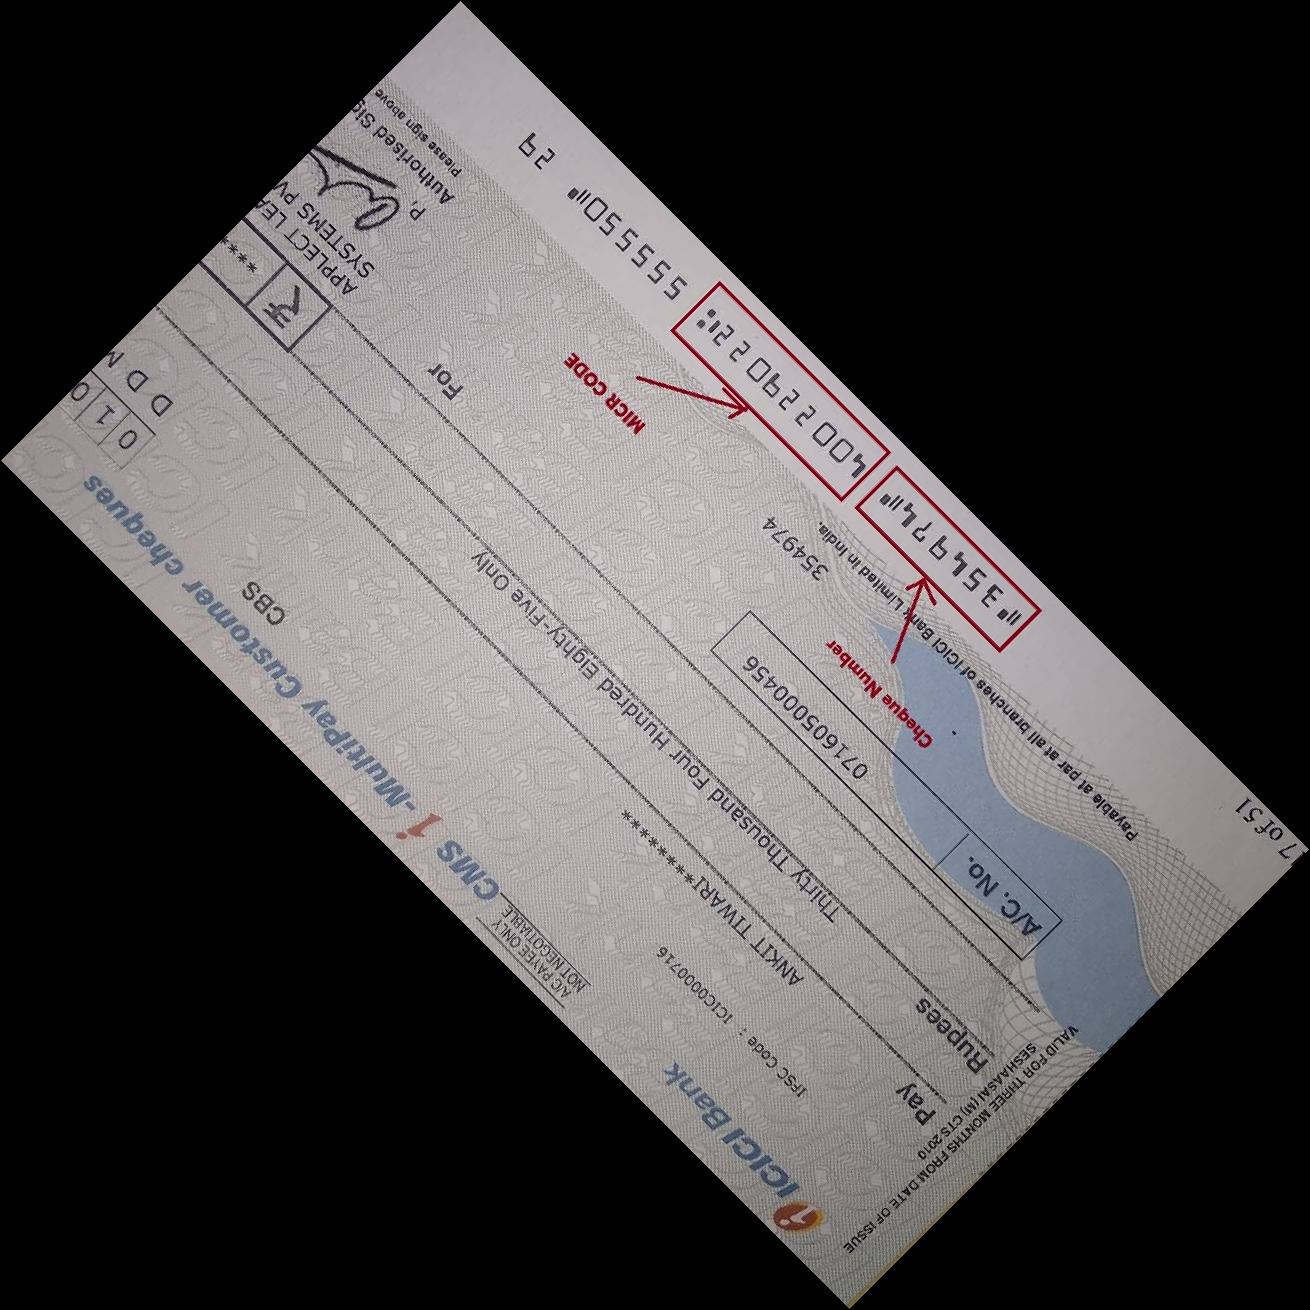 ICICI Bank
A/C PAYEE ONLY
NOT NEGOTIABLE
CMS i-MultiPay Customer cheques
CBS
IFSC Code : ICIC0000716
0 1 0
D D M
VALID FOR THREE MONTHS FROM DATE OF ISSUE
SESHAASAI (M) CTS-2010
Pay ANKIT TIWARI*********
Rupees Thirty Thousand Four Hundred Eighty-Five Only
₹ ****
A/C. No. 071605000456
For
APPLECT LEA
SYSTEMS PV
354974
Cheque Number
MICR CODE
P. Authorised Sig
Please sign above
Payable at par at all branches of ICICI Bank Limited in India.
⑈354974⑈ 400229022⑆ 555550⑈ 29
7 of 51